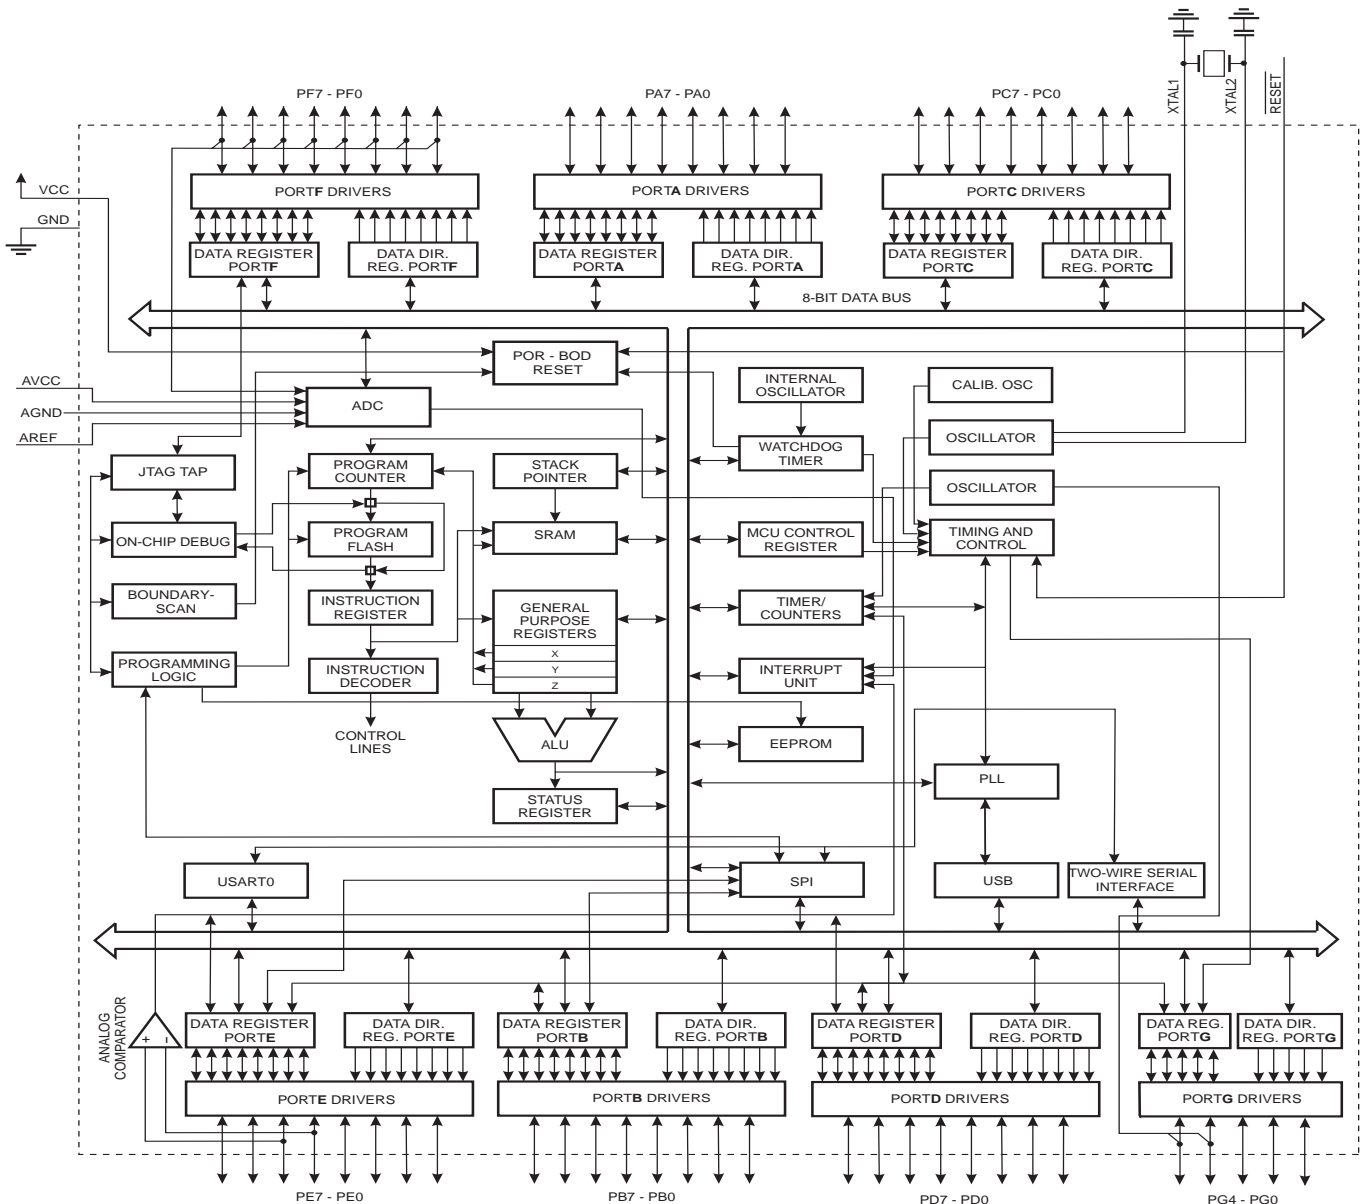 PF7 - PF0
PA7 - PA0
PC7 - PC0
XTAL1
XTAL2
RESET
VCC
GND
PORTF DRIVERS
PORTA DRIVERS
PORTC DRIVERS
DATA REGISTER
PORTF
DATA DIR.
REG. PORTF
DATA REGISTER
PORTA
DATA DIR.
REG. PORTA
DATA REGISTER
PORTC
DATA DIR.
REG. PORTC
8-BIT DATA BUS
POR - BOD
RESET
INTERNAL
OSCILLATOR
CALIB. OSC
AVCC
AGND
AREF
ADC
OSCILLATOR
WATCHDOG
TIMER
JTAG TAP
PROGRAM
COUNTER
STACK
POINTER
OSCILLATOR
ON-CHIP DEBUG
PROGRAM
FLASH
SRAM
MCU CONTROL
REGISTER
TIMING AND
CONTROL
BOUNDARY-
SCAN
INSTRUCTION
REGISTER
GENERAL
PURPOSE
REGISTERS
X
Y
Z
TIMER/
COUNTERS
PROGRAMMING
LOGIC
INSTRUCTION
DECODER
INTERRUPT
UNIT
CONTROL
LINES
ALU
EEPROM
PLL
STATUS
REGISTER
USART0
SPI
USB
TWO-WIRE SERIAL
INTERFACE
ANALOG
COMPARATOR
+
-
DATA REGISTER
PORTE
DATA DIR.
REG. PORTE
DATA REGISTER
PORTB
DATA DIR.
REG. PORTB
DATA REGISTER
PORTD
DATA DIR.
REG. PORTD
DATA REG.
PORTG
DATA DIR.
REG. PORTG
PORTE DRIVERS
PORTB DRIVERS
PORTD DRIVERS
PORTG DRIVERS
PE7 - PE0
PB7 - PB0
PD7 - PD0
PG4 - PG0